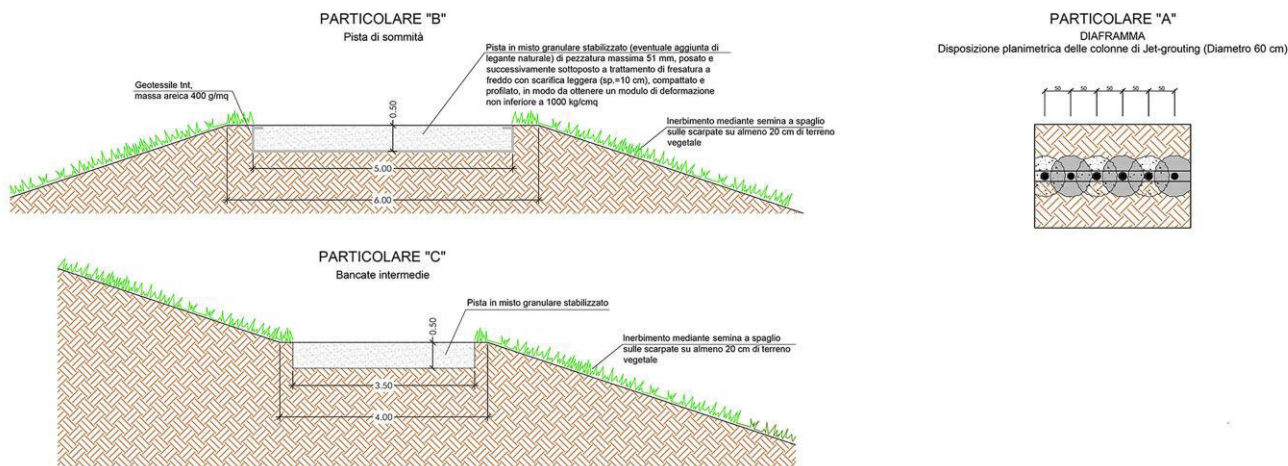 PARTICOLARE "B"
Pista di sommità
Pista in misto granulare stabilizzato (eventuale aggiunta di
legante naturale) di pezzatura massima 51 mm, posato e
successivamente sottoposto a trattamento di fresatura a
freddo con scarifica leggera (sp.=10 cm), compattato e
profilato, in modo da ottenere un modulo di deformazione
non inferiore a 1000 kg/cmq
Geotessile tnt,
massa areica 400 g/mq
0.50
Inerbimento mediante semina a spaglio
sulle scarpate su almeno 20 cm di terreno
vegetale
5.00
6.00
PARTICOLARE "A"
DIAFRAMMA
Disposizione planimetrica delle colonne di Jet-grouting (Diametro 60 cm)
50 50 50 50 50
PARTICOLARE "C"
Bancate intermedie
Pista in misto granulare stabilizzato
0.50
Inerbimento mediante semina a spaglio
sulle scarpate su almeno 20 cm di terreno
vegetale
3.50
4.00